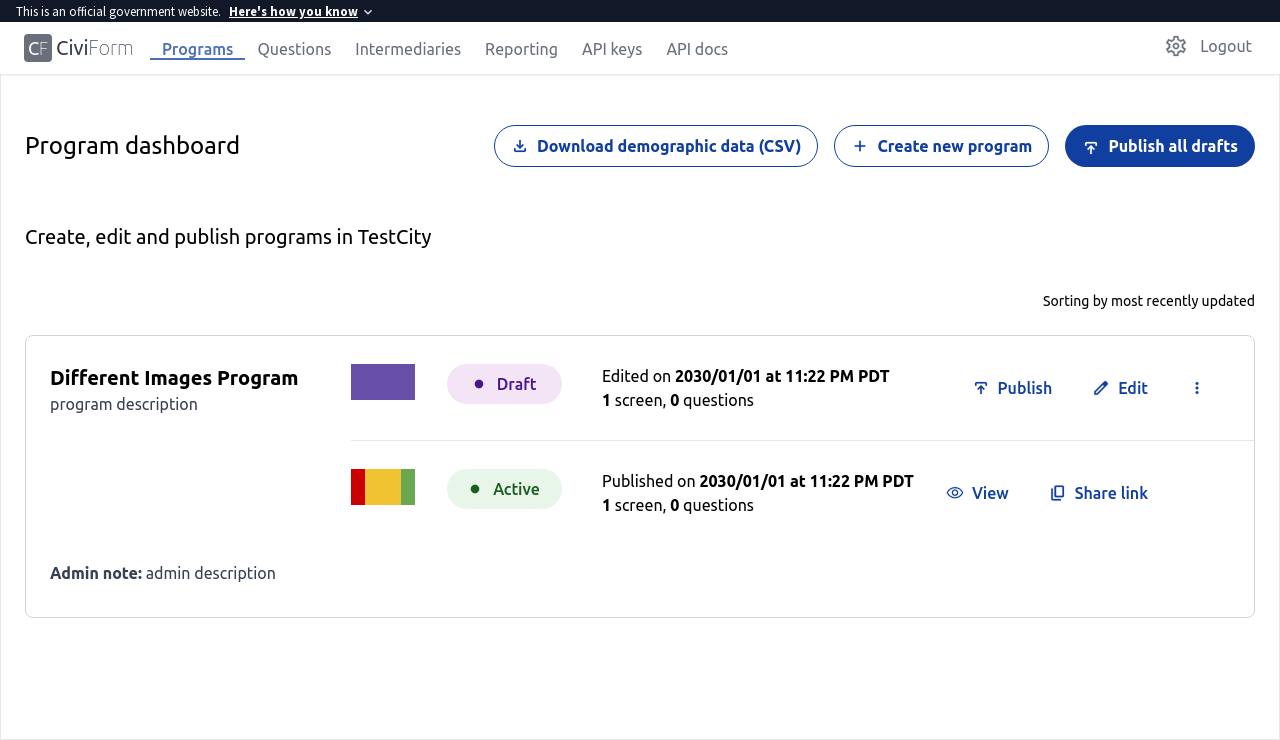 This is an official government website. Here's how you know
CF CiviForm Programs Questions Intermediaries Reporting API keys API docs Logout
Program dashboard Download demographic data (CSV) Create new program Publish all drafts
Create, edit and publish programs in TestCity
Sorting by most recently updated
Different Images Program
program description
Draft
Edited on 2030/01/01 at 11:22 PM PDT
1 screen, 0 questions
Publish Edit
Active
Published on 2030/01/01 at 11:22 PM PDT
1 screen, 0 questions
View Share link
Admin note: admin description